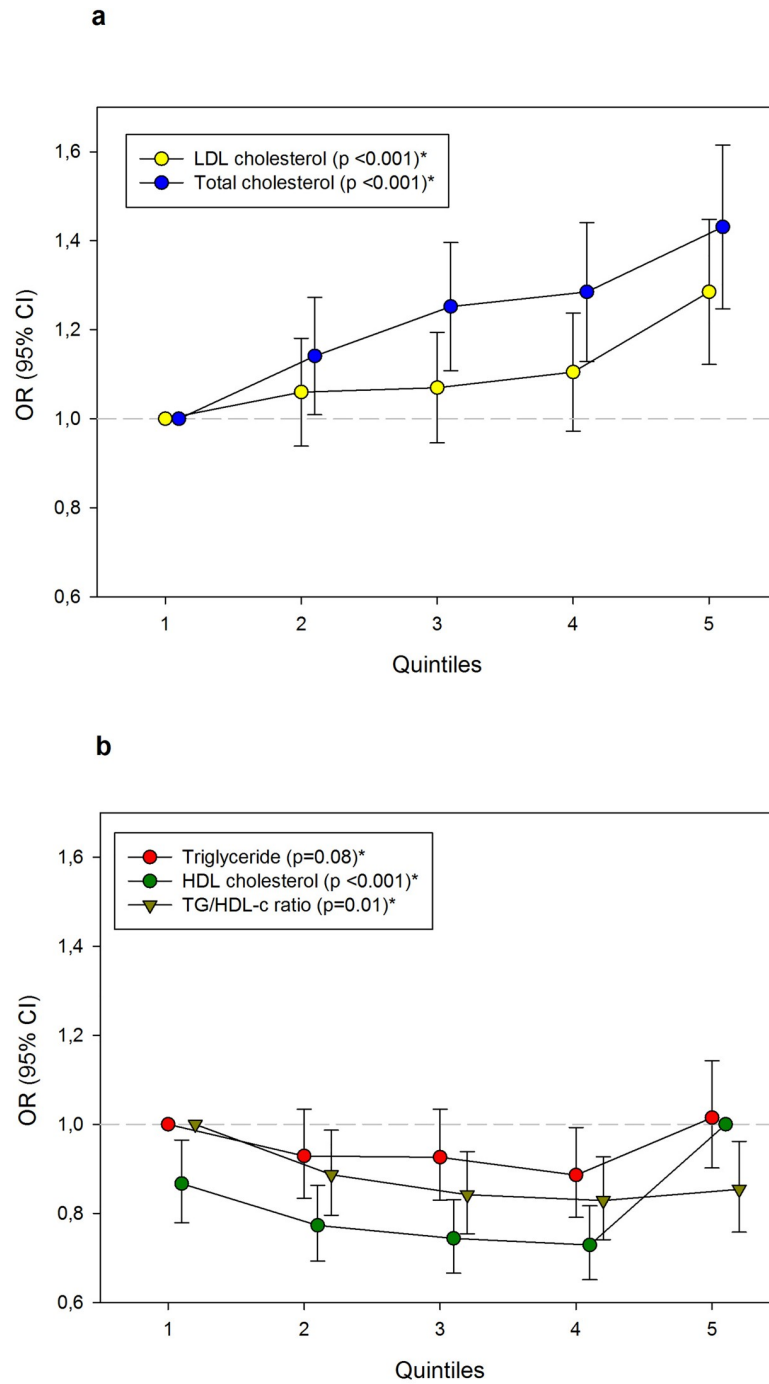 a
LDL cholesterol (p <0.001)*
Total cholesterol (p <0.001)*
1,6
1,4
1,2
1,0
0,8
0,6
OR (95% CI)
1 2 3 4 5
Quintiles
b
Triglyceride (p=0.08)*
HDL cholesterol (p <0.001)*
TG/HDL-c ratio (p=0.01)*
1,6
1,4
1,2
1,0
0,8
0,6
OR (95% CI)
1 2 3 4 5
Quintiles